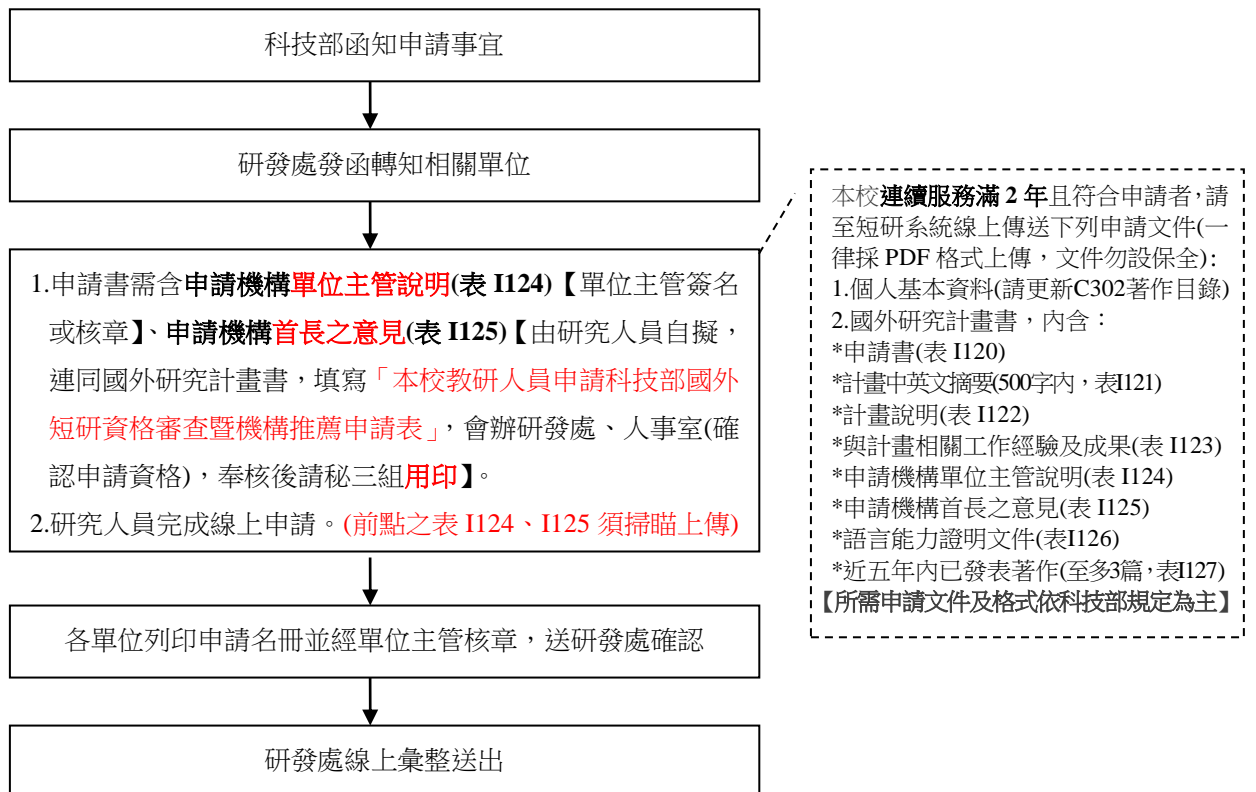 科技部函知申請事宜
研發處發函轉知相關單位
1.申請書需含申請機構單位主管說明(表 I124)【單位主管簽名
或核章】、申請機構首長之意見(表 I125)【由研究人員自擬，
連同國外研究計畫書，填寫「本校教研人員申請科技部國外
短研資格審查暨機構推薦申請表」，會辦研發處、人事室(確
認申請資格)，奉核後請秘三組用印】。
2.研究人員完成線上申請。(前點之表 I124、I125 須掃瞄上傳)
各單位列印申請名冊並經單位主管核章，送研發處確認
研發處線上彙整送出
本校連續服務滿 2 年且符合申請者，請
至短研系統線上傳送下列申請文件(一
律採 PDF 格式上傳，文件勿設保全)：
1.個人基本資料(請更新C302著作目錄)
2.國外研究計畫書，內含：
*申請書(表 I120)
*計畫中英文摘要(500字內，表I121)
*計畫說明(表 I122)
*與計畫相關工作經驗及成果(表 I123)
*申請機構單位主管說明(表 I124)
*申請機構首長之意見(表 I125)
*語言能力證明文件(表I126)
*近五年內已發表著作(至多3篇，表I127)
【所需申請文件及格式依科技部規定為主】